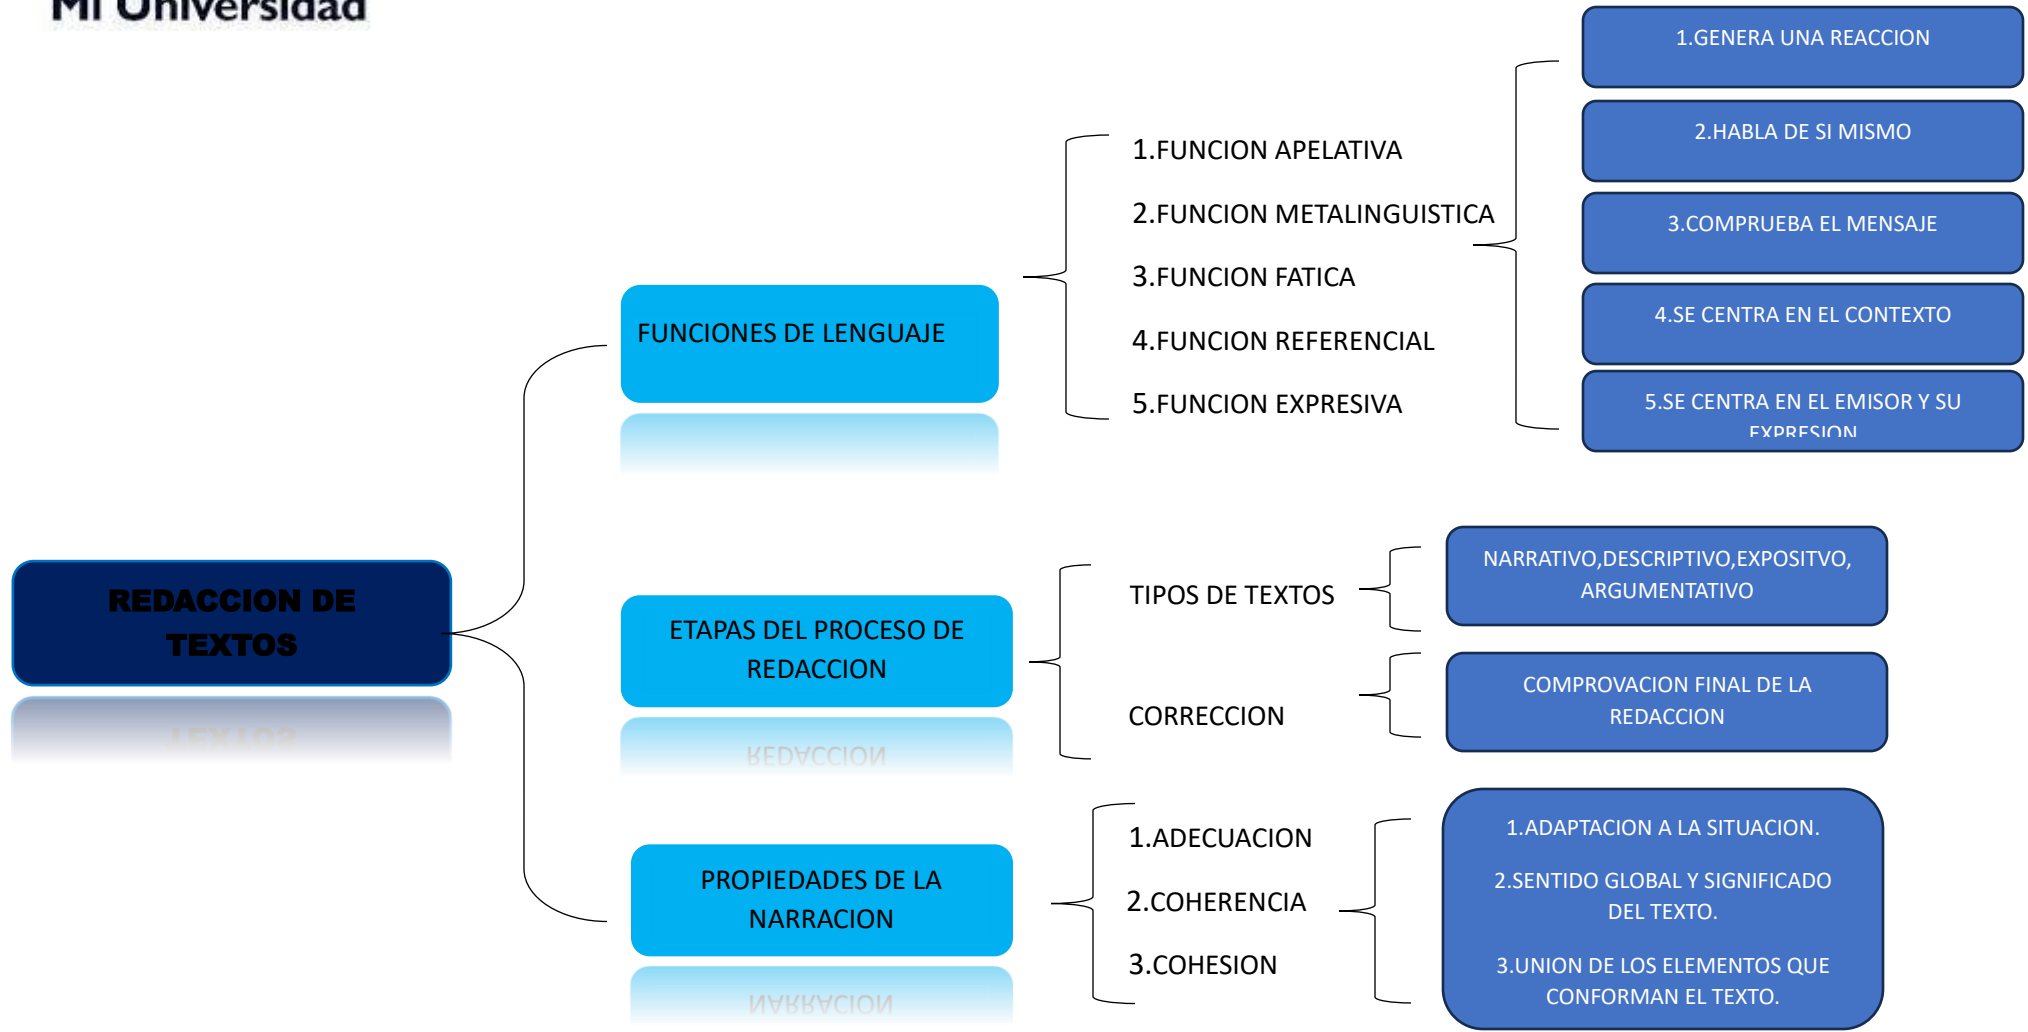 Mi Universidad
REDACCION DE
TEXTOS
FUNCIONES DE LENGUAJE
1.FUNCION APELATIVA
2.FUNCION METALINGUISTICA
3.FUNCION FATICA
4.FUNCION REFERENCIAL
5.FUNCION EXPRESIVA
1.GENERA UNA REACCION
2.HABLA DE SI MISMO
3.COMPRUEBA EL MENSAJE
4.SE CENTRA EN EL CONTEXTO
5.SE CENTRA EN EL EMISOR Y SU
EXPRESION
ETAPAS DEL PROCESO DE
REDACCION
TIPOS DE TEXTOS
NARRATIVO,DESCRIPTIVO,EXPOSITVO,
ARGUMENTATIVO
CORRECCION
COMPROVACION FINAL DE LA
REDACCION
PROPIEDADES DE LA
NARRACION
1.ADECUACION
2.COHERENCIA
3.COHESION
1.ADAPTACION A LA SITUACION.
2.SENTIDO GLOBAL Y SIGNIFICADO
DEL TEXTO.
3.UNION DE LOS ELEMENTOS QUE
CONFORMAN EL TEXTO.